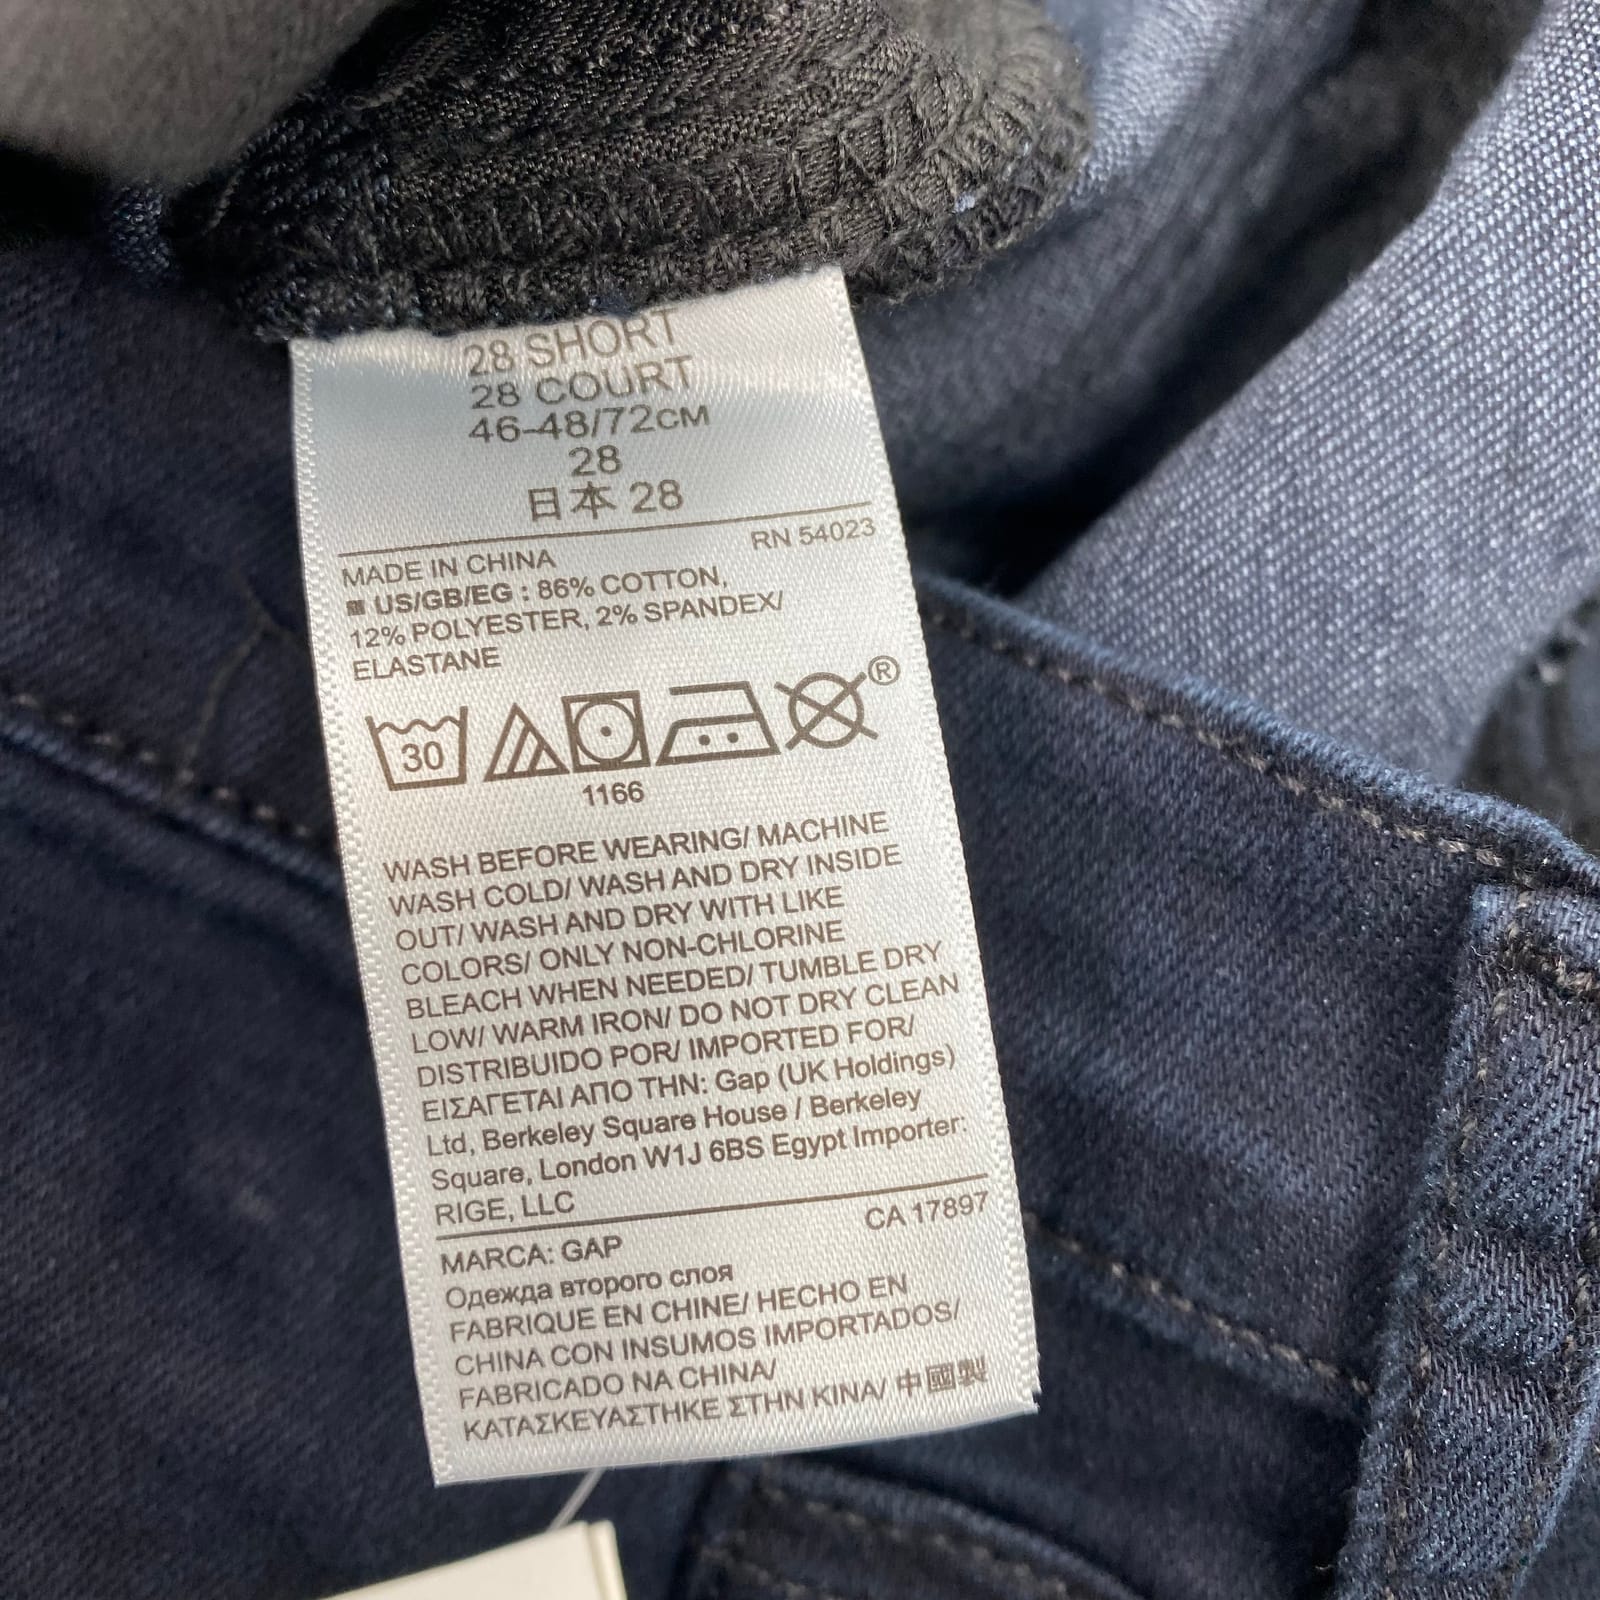 28 SHORT
28 COURT
46-48/72CM
28
日本 28
RN 54023
MADE IN CHINA
US/GB/EG : 86% COTTON,
12% POLYESTER, 2% SPANDEX/
ELASTANE
30
®
1166
WASH BEFORE WEARING/ MACHINE
WASH COLD/ WASH AND DRY INSIDE
OUT/ WASH AND DRY WITH LIKE
COLORS/ ONLY NON-CHLORINE
BLEACH WHEN NEEDED/ TUMBLE DRY
LOW/ WARM IRON/ DO NOT DRY CLEAN
DISTRIBUIDO POR/ IMPORTED FOR/
ΕΙΣΑΓΕΤΑΙ ΑΠΟ ΤΗΝ: Gap (UK Holdings)
Ltd, Berkeley Square House / Berkeley
Square, London W1J 6BS Egypt Importer:
RIGE, LLC
CA 17897
MARCA: GAP
Одежда второго слоя
FABRIQUE EN CHINE/ HECHO EN
CHINA CON INSUMOS IMPORTADOS/
FABRICADO NA CHINA/
ΚΑΤΑΣΚΕΥΑΣΤΗΚΕ ΣΤΗΝ ΚΙΝΑ/ 中國製